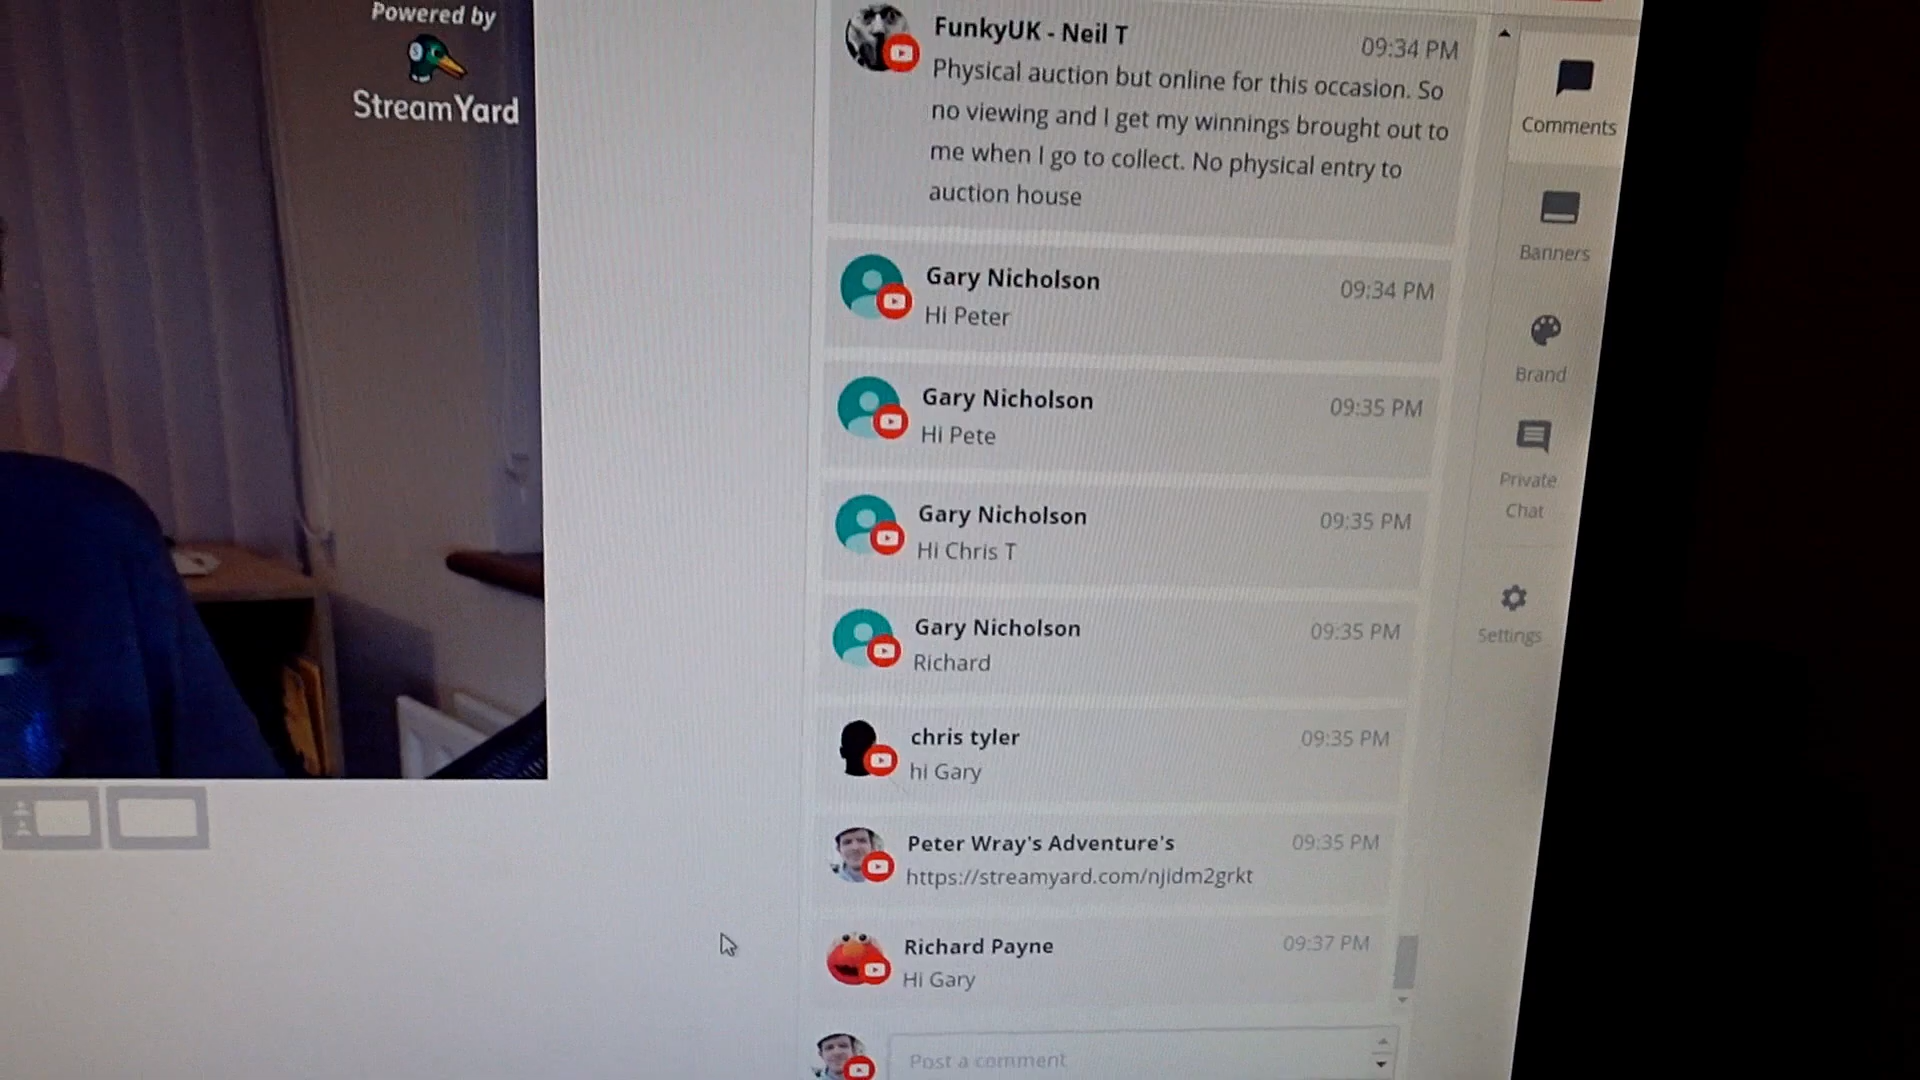 Powered by
StreamYard
FunkyUK - Neil T
09:34 PM
Physical auction but online for this occasion. So
no viewing and I get my winnings brought out to
me when I go to collect. No physical entry to
auction house
Gary Nicholson
09:34 PM
Hi Peter
Gary Nicholson
09:35 PM
Hi Pete
Gary Nicholson
09:35 PM
Hi Chris T
Gary Nicholson
09:35 PM
Richard
chris tyler
09:35 PM
hi Gary
Peter Wray's Adventure's
09:35 PM
https://streamyard.com/njidm2grkt
Richard Payne
09:37 PM
Hi Gary
Post a comment
Comments
Banners
Brand
Private
Chat
Settings